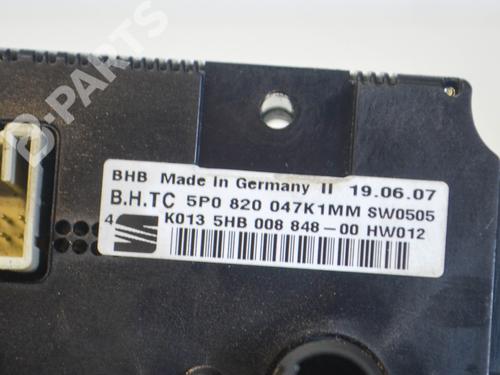 B-PARTS
BHB Made in Germany II 19.06.07
B.H.TC 5P0 820 047K1MM SW0505
4 K013 5HB 008 848-00 HW012
B-PARTS